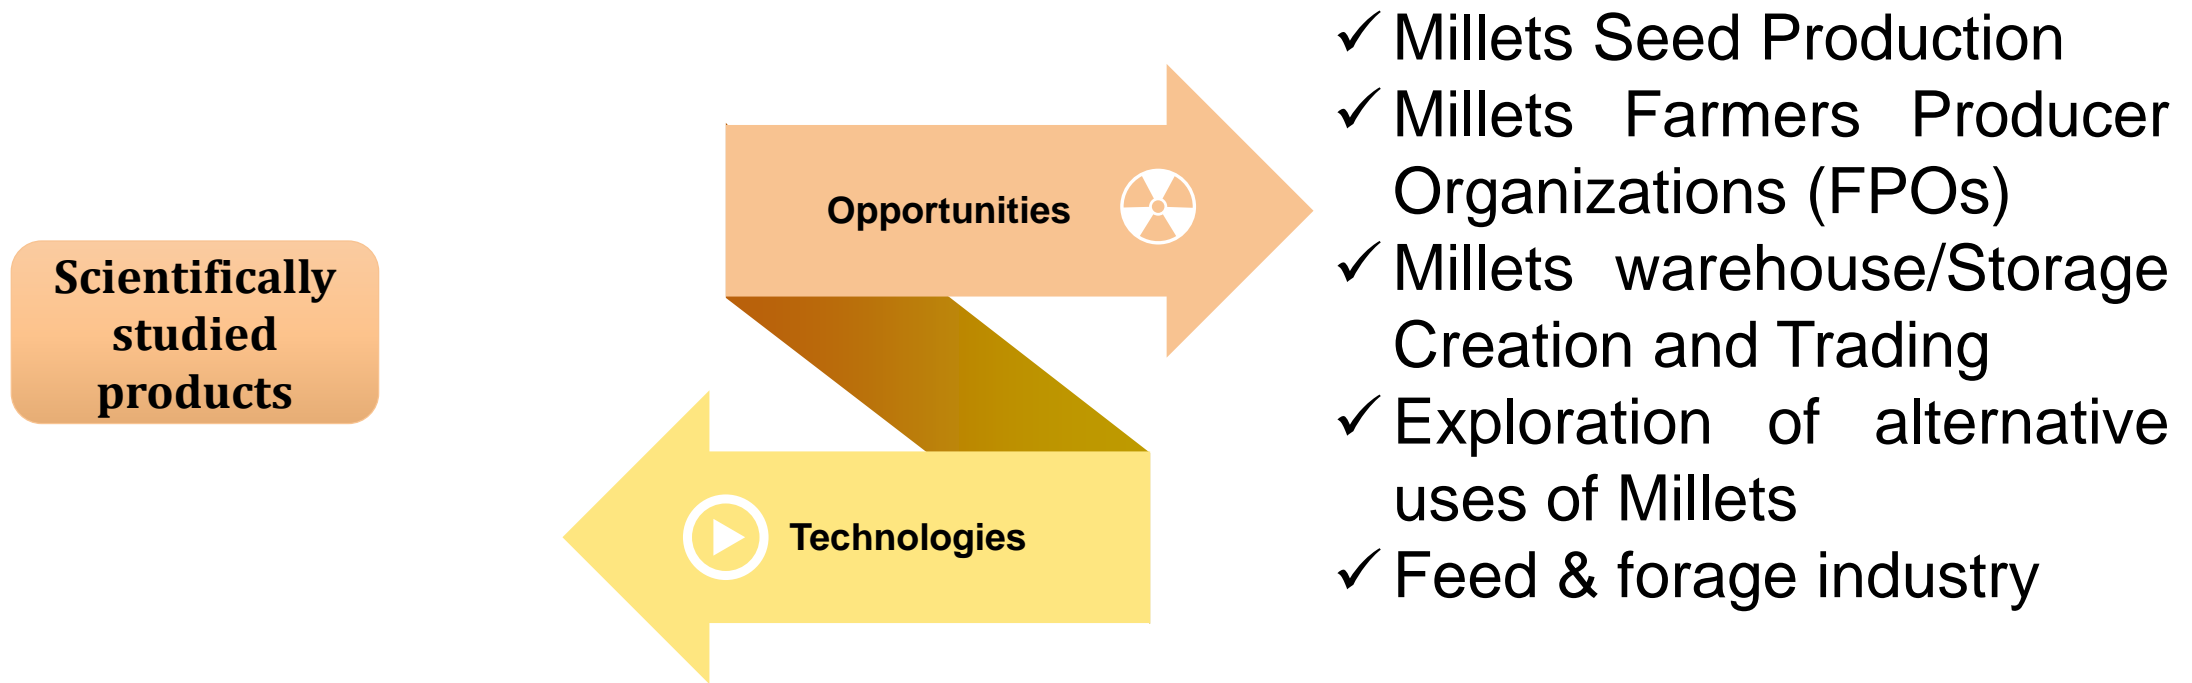 Scientifically
studied
products
Opportunities
Technologies
✓ Millets Seed Production
✓ Millets Farmers Producer
Organizations (FPOs)
✓ Millets warehouse/Storage
Creation and Trading
✓ Exploration of alternative
uses of Millets
✓ Feed & forage industry